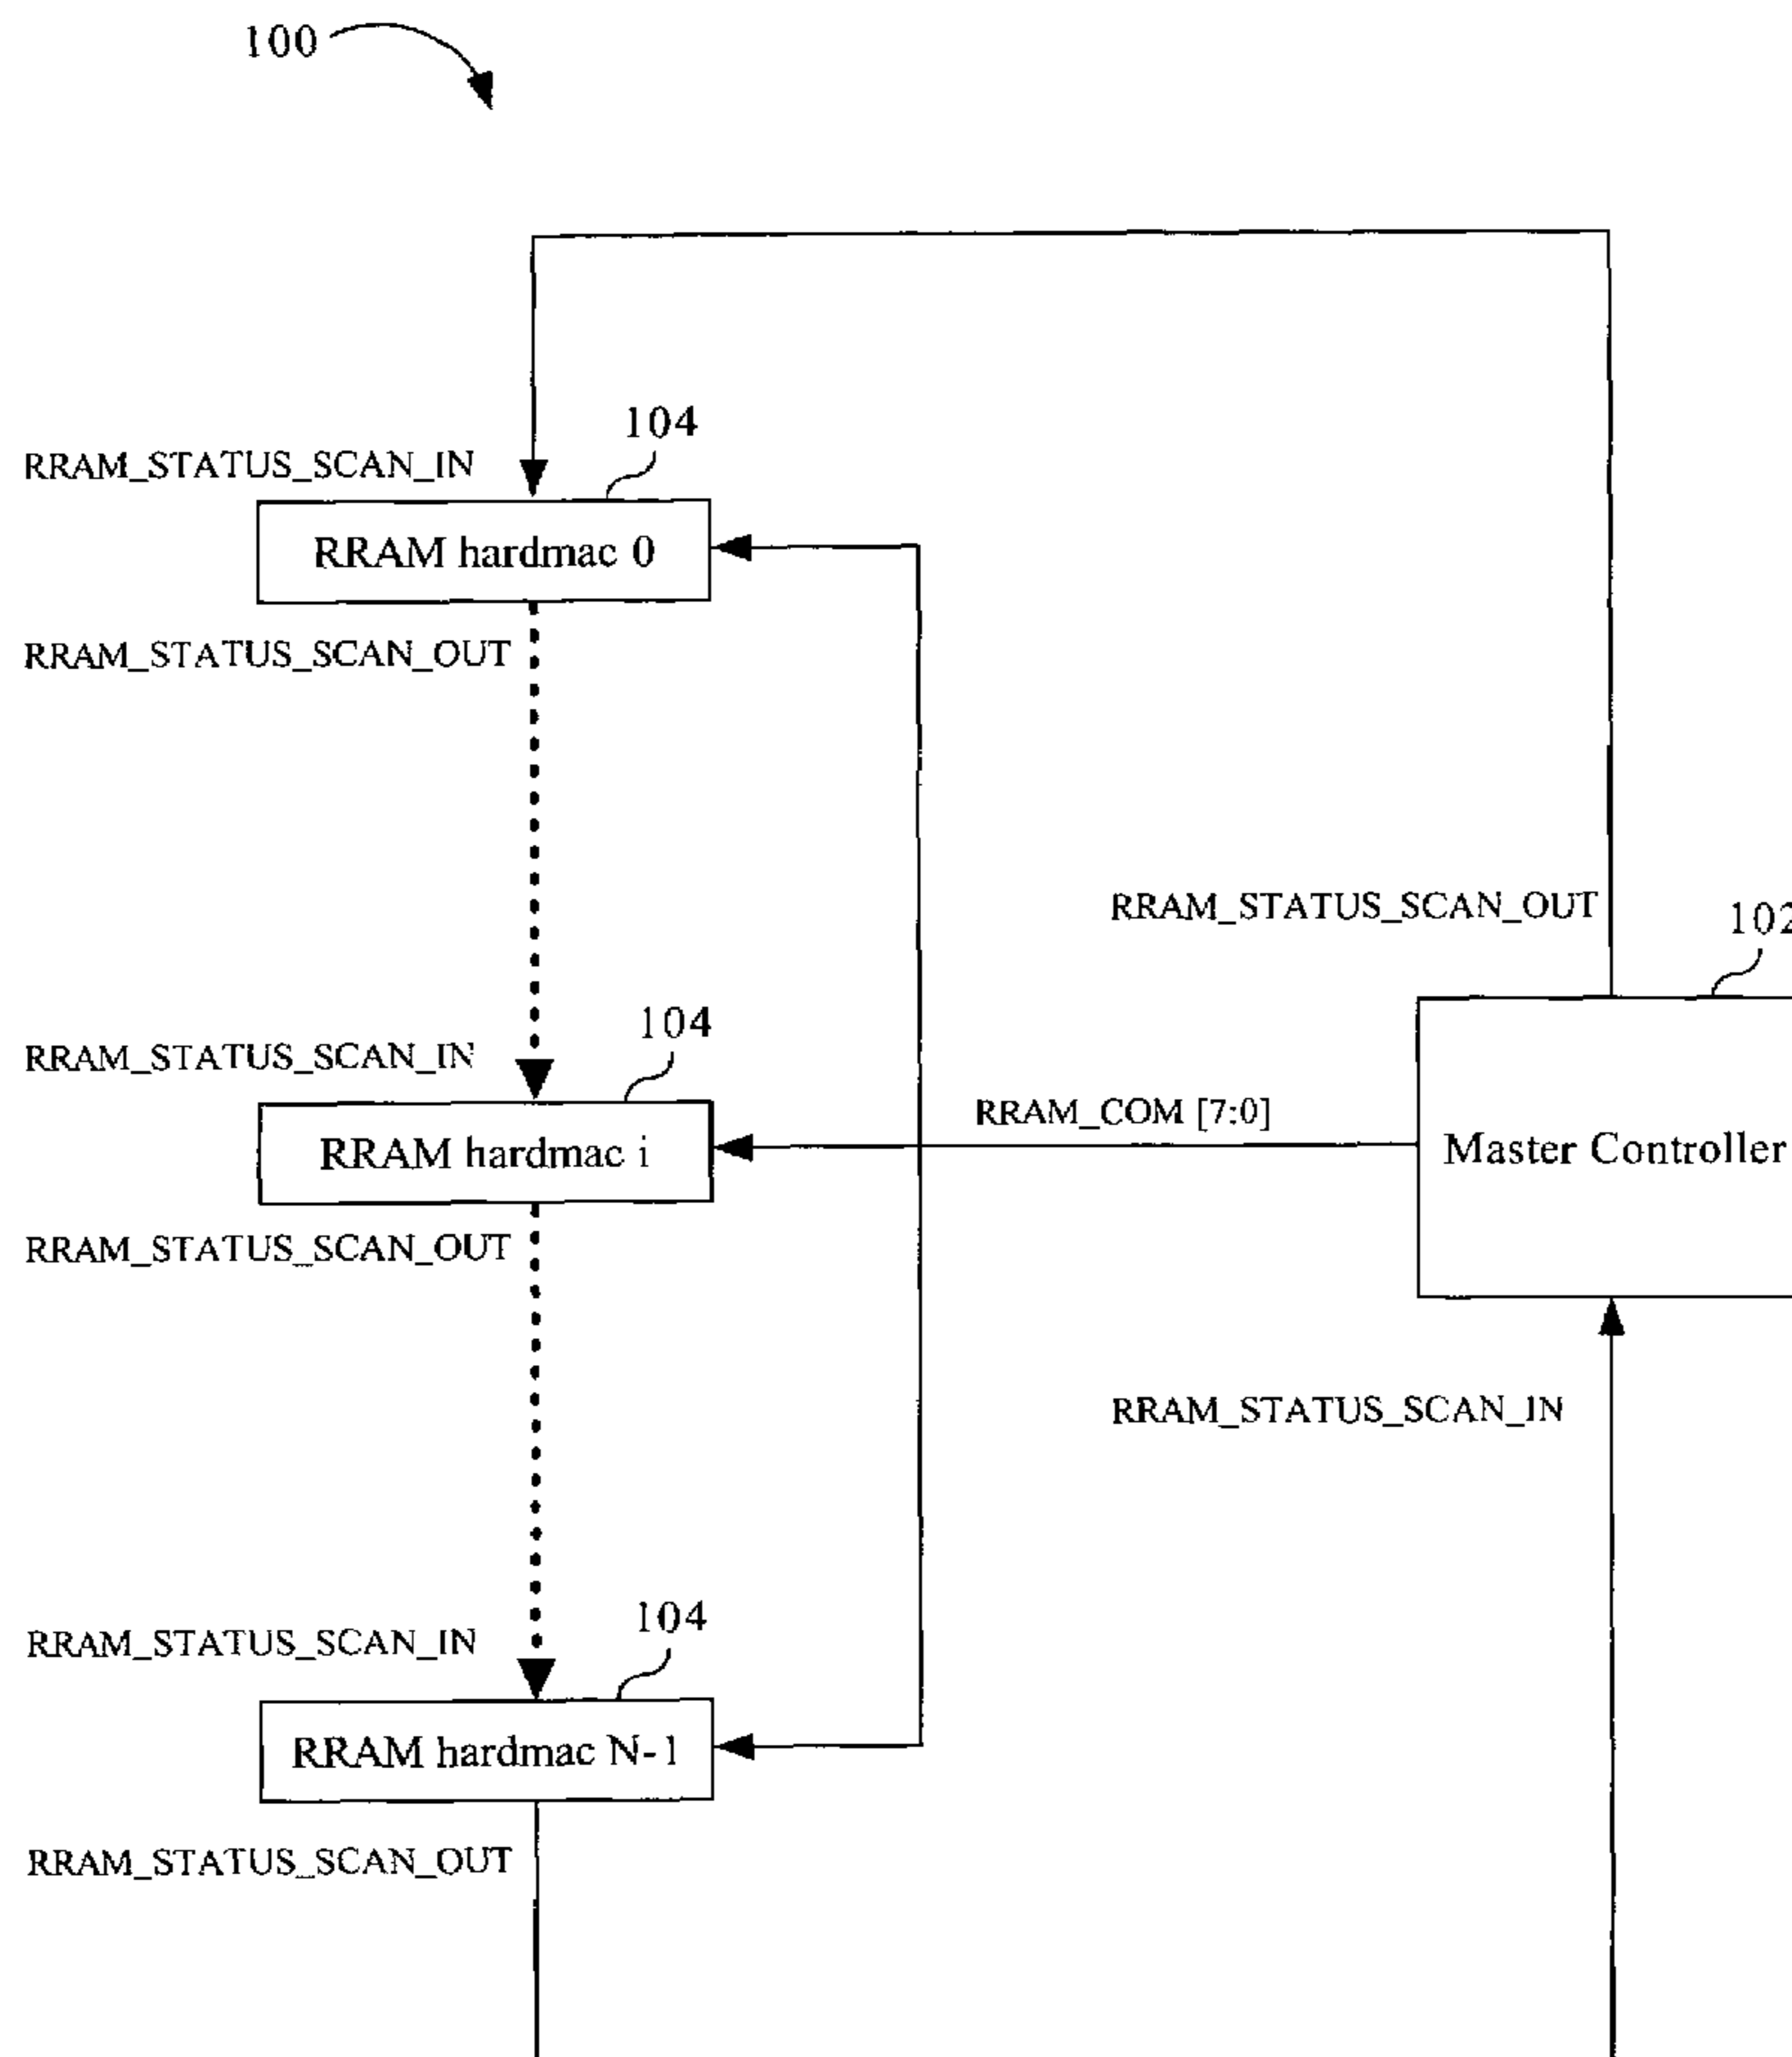 100
104
RRAM_STATUS_SCAN_IN
RRAM hardmac 0
RRAM_STATUS_SCAN_OUT
RRAM_STATUS_SCAN_OUT
102
104
RRAM_STATUS_SCAN_IN
RRAM_COM [7:0]
RRAM hardmac i
Master Controller
RRAM_STATUS_SCAN_OUT
RRAM_STATUS_SCAN_IN
104
RRAM_STATUS_SCAN_IN
RRAM hardmac N-1
RRAM_STATUS_SCAN_OUT